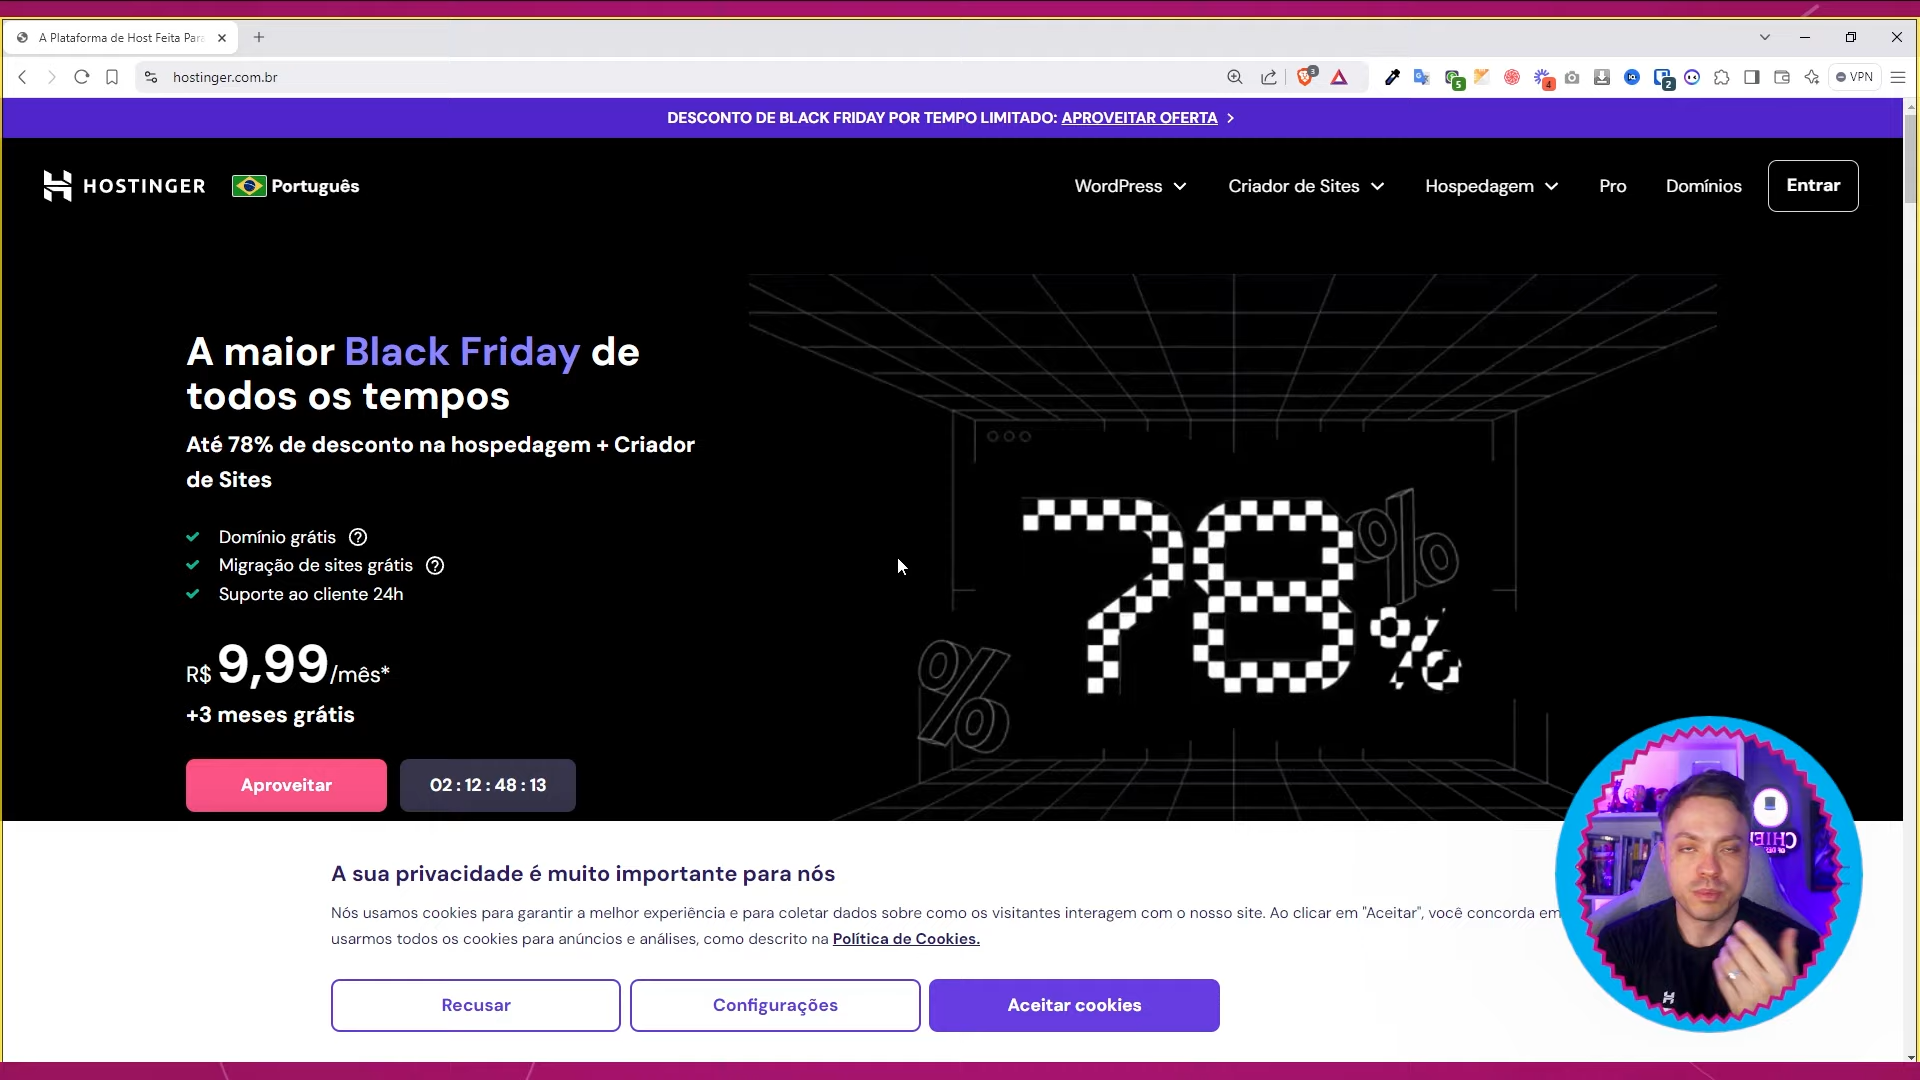 A Plataforma de Host Feita Par
hostinger.com.br
3
5
4
2
VPN
DESCONTO DE BLACK FRIDAY POR TEMPO LIMITADO: APROVEITAR OFERTA
HOSTINGER
Português
WordPress
Criador de Sites
Hospedagem
Pro
Domínios
Entrar
A maior Black Friday de
todos os tempos
Até 78% de desconto na hospedagem + Criador
de Sites
Domínio grátis
Migração de sites grátis
Suporte ao cliente 24h
R$ 9,99/mês*
+3 meses grátis
Aproveitar
02 : 12 : 48 : 13
78%
%
%
A sua privacidade é muito importante para nós
Nós usamos cookies para garantir a melhor experiência e para coletar dados sobre como os visitantes interagem com o nosso site. Ao clicar em "Aceitar", você concorda em
usarmos todos os cookies para anúncios e análises, como descrito na Política de Cookies.
Recusar
Configurações
Aceitar cookies